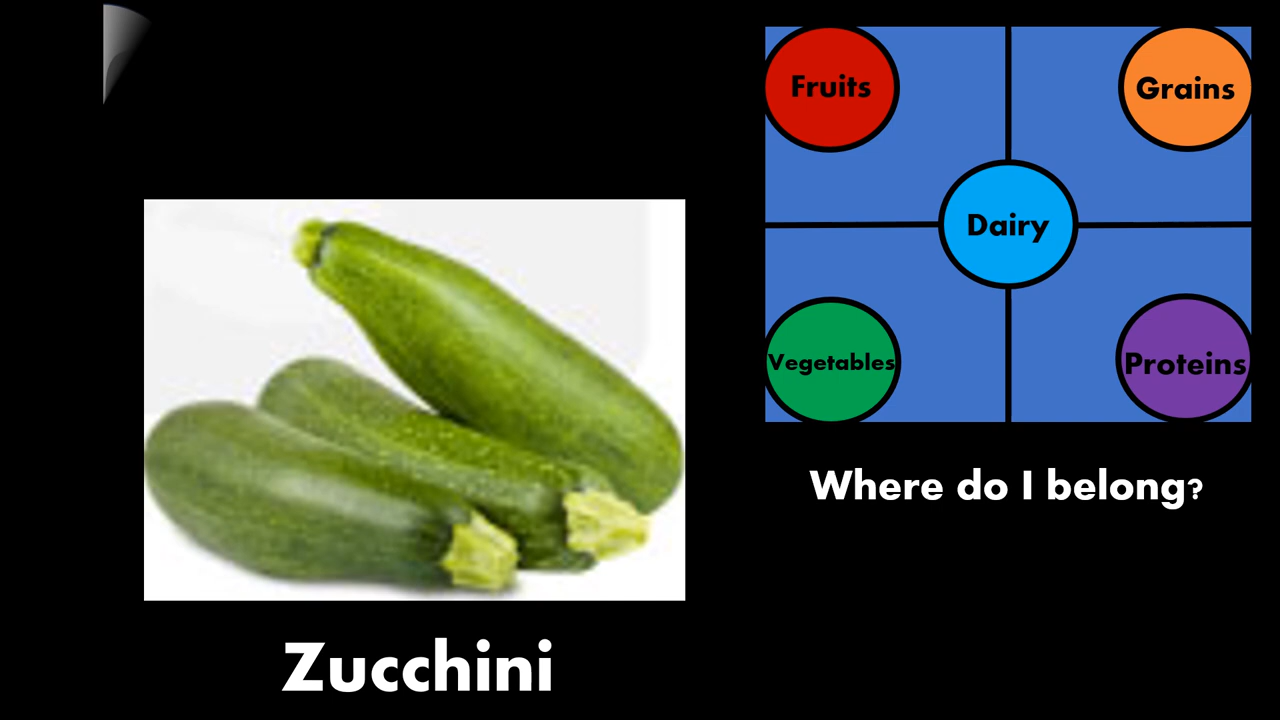 Fruits
Grains
Dairy
Vegetables
Proteins
Where do I belong?
Zucchini